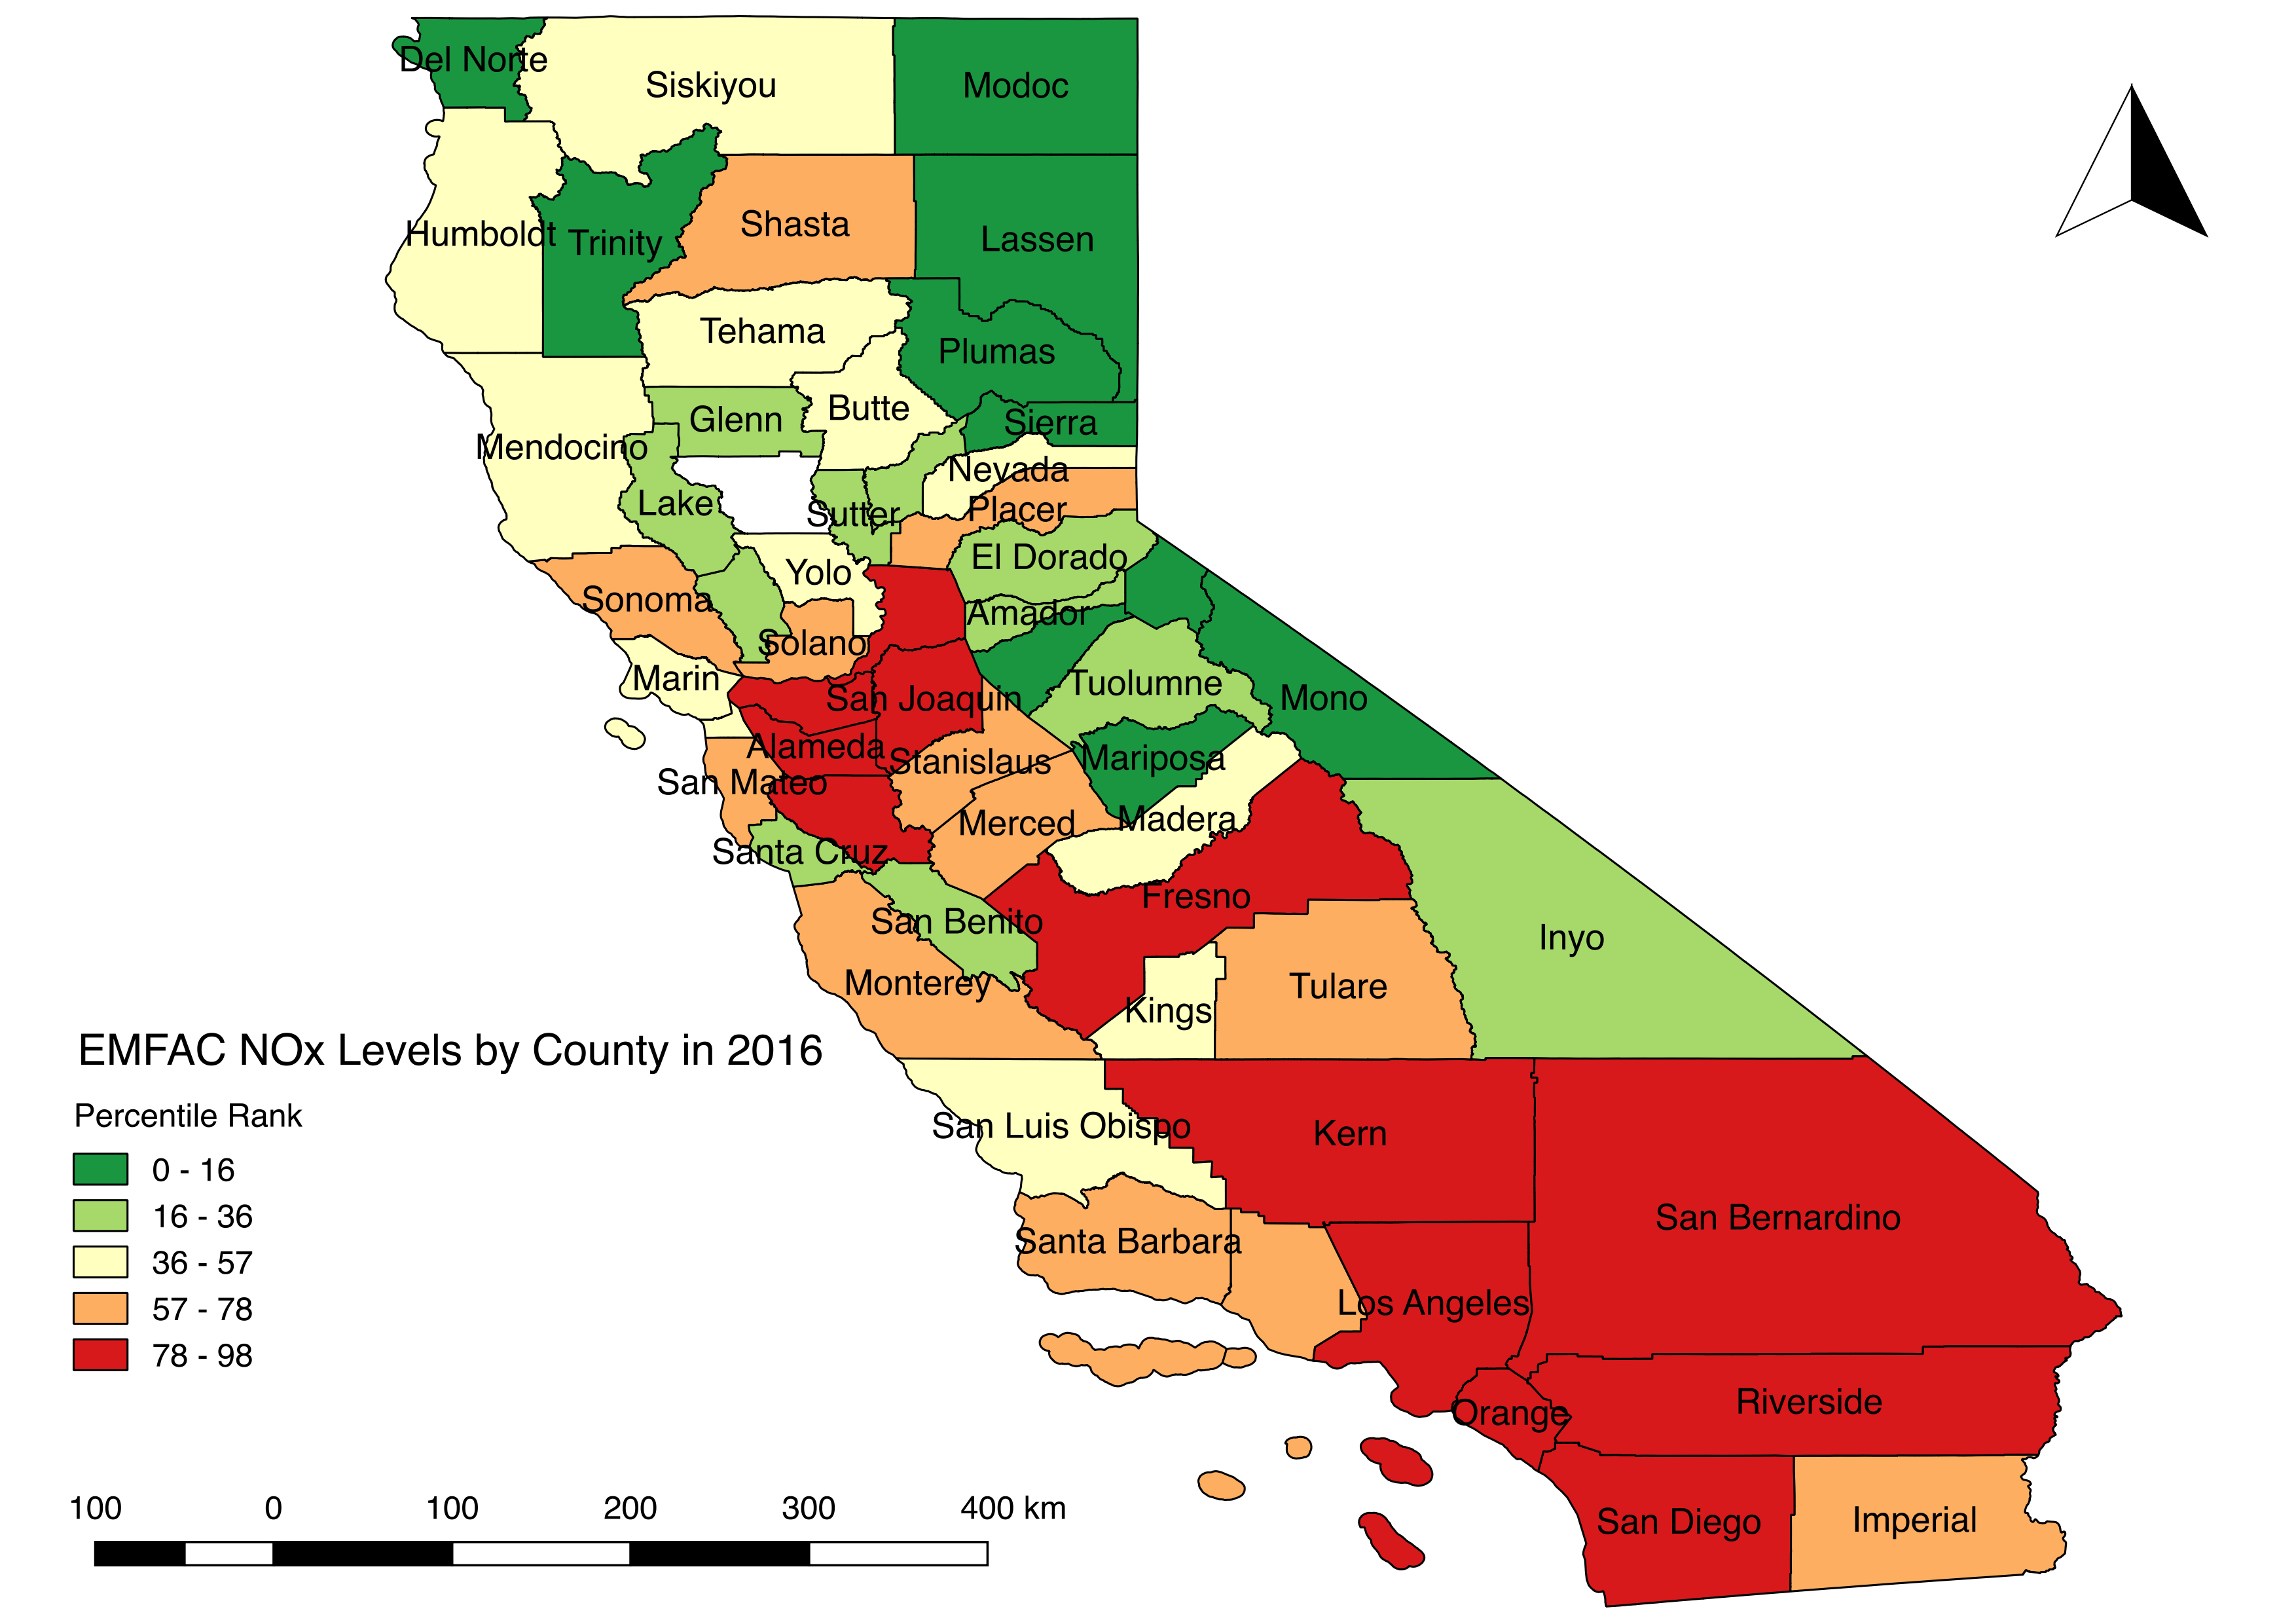 Del Norte
Siskiyou
Modoc
Humboldt
Trinity
Shasta
Lassen
Tehama
Plumas
Butte
Glenn
Sierra
Mendocino
Nevada
Lake
Sutter
Placer
El Dorado
Yolo
Sonoma
Amador
Solano
Marin
Tuolumne
San Joaquin
Mono
Alameda
Stanislaus
Mariposa
San Mateo
Merced
Madera
Santa Cruz
Fresno
San Benito
Inyo
Monterey
Tulare
Kings
San Luis Obispo
Kern
San Bernardino
Santa Barbara
Los Angeles
Orange
Riverside
San Diego
Imperial
EMFAC NOx Levels by County in 2016
Percentile Rank
0 - 16
16 - 36
36 - 57
57 - 78
78 - 98
100 0 100 200 300 400 km